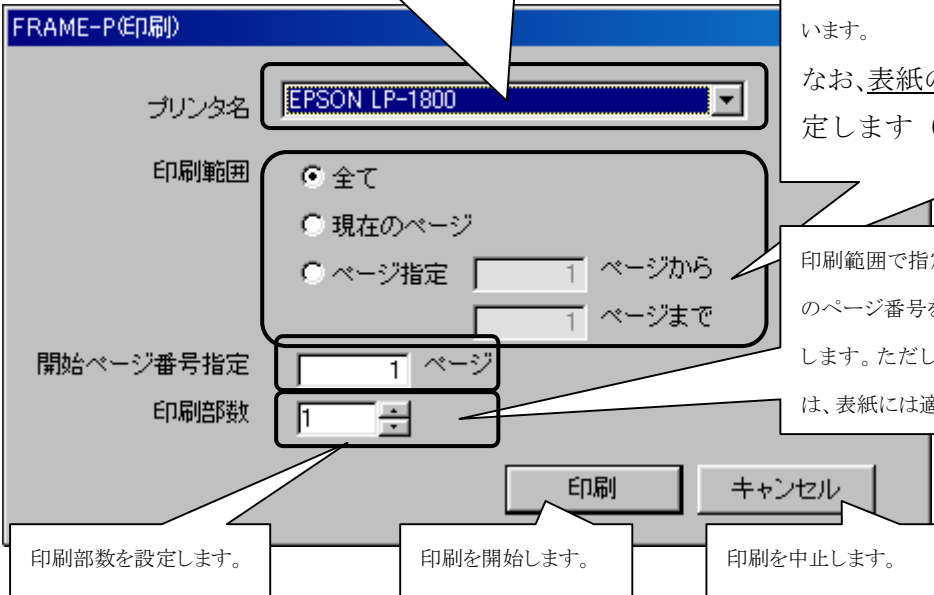 FRAME-P(印刷)
プリンタ名
EPSON LP-1800
印刷範囲
全て
現在のページ
ページ指定 1 ページから
1 ページまで
開始ページ番号指定 1 ページ
印刷部数 1
印刷 キャンセル
います。
なお、表紙の
定します(
印刷範囲で指定
のページ番号を
します。ただし
は、表紙には適
印刷部数を設定します。
印刷を開始します。
印刷を中止します。